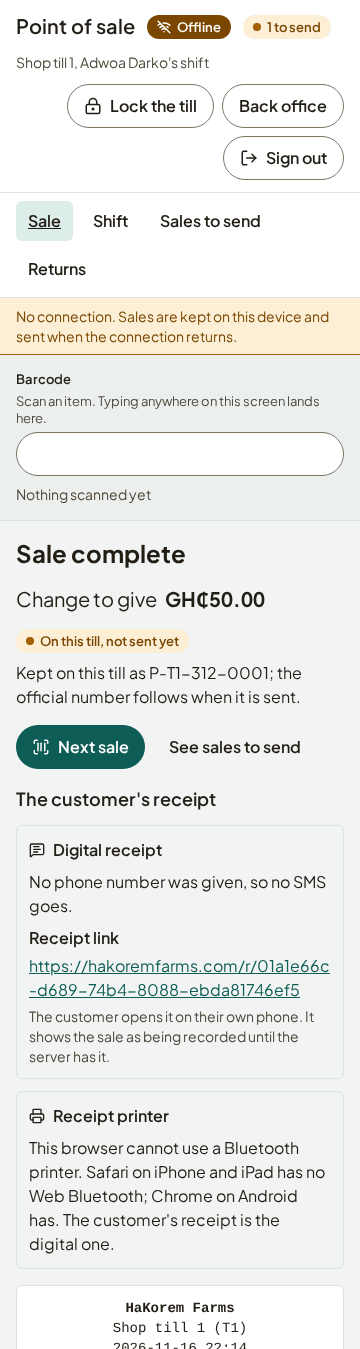 Point of sale
Offline
1 to send
Shop till 1, Adwoa Darko's shift
Lock the till
Back office
Sign out
Sale
Shift
Sales to send
Returns
No connection. Sales are kept on this device and
sent when the connection returns.
Barcode
Scan an item. Typing anywhere on this screen lands
here.
Nothing scanned yet
Sale complete
Change to give GH₵50.00
On this till, not sent yet
Kept on this till as P-T1-312-0001; the
official number follows when it is sent.
Next sale
See sales to send
The customer's receipt
Digital receipt
No phone number was given, so no SMS
goes.
Receipt link
https://hakoremfarms.com/r/01a1e66c
-d689-74b4-8088-ebda81746ef5
The customer opens it on their own phone. It
shows the sale as being recorded until the
server has it.
Receipt printer
This browser cannot use a Bluetooth
printer. Safari on iPhone and iPad has no
Web Bluetooth; Chrome on Android
has. The customer's receipt is the
digital one.
HaKorem Farms
Shop till 1 (T1)
2026-11-16 22:14